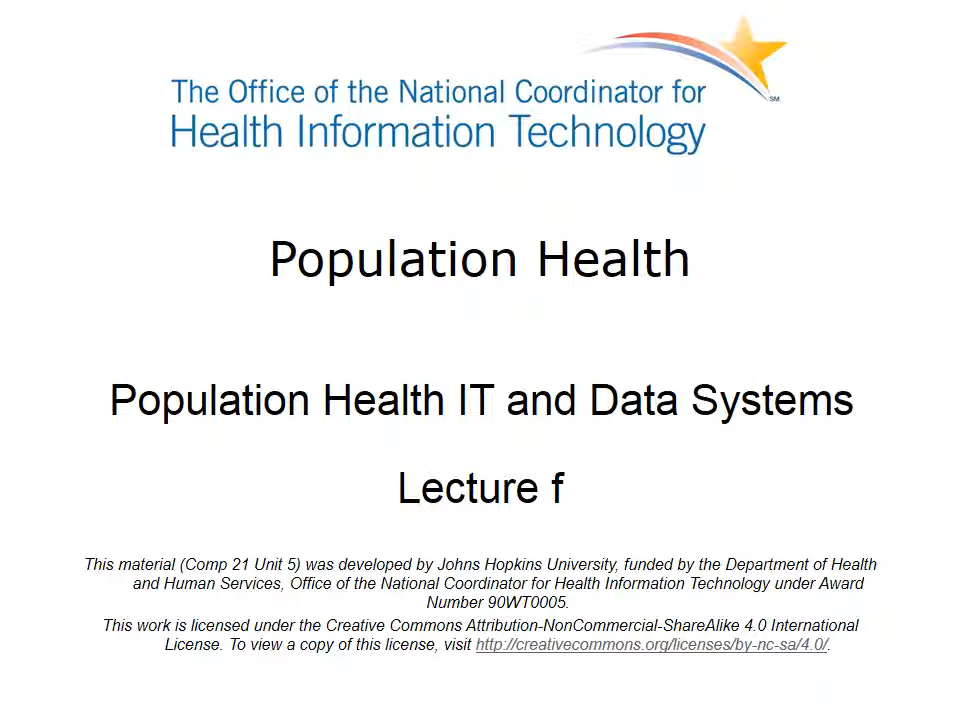 The Office of the National Coordinator for
Health Information Technology
SM
Population Health
Population Health IT and Data Systems
Lecture f
This material (Comp 21 Unit 5) was developed by Johns Hopkins University, funded by the Department of Health
and Human Services, Office of the National Coordinator for Health Information Technology under Award
Number 90WT0005.
This work is licensed under the Creative Commons Attribution-NonCommercial-ShareAlike 4.0 International
License. To view a copy of this license, visit http://creativecommons.org/licenses/by-nc-sa/4.0/.